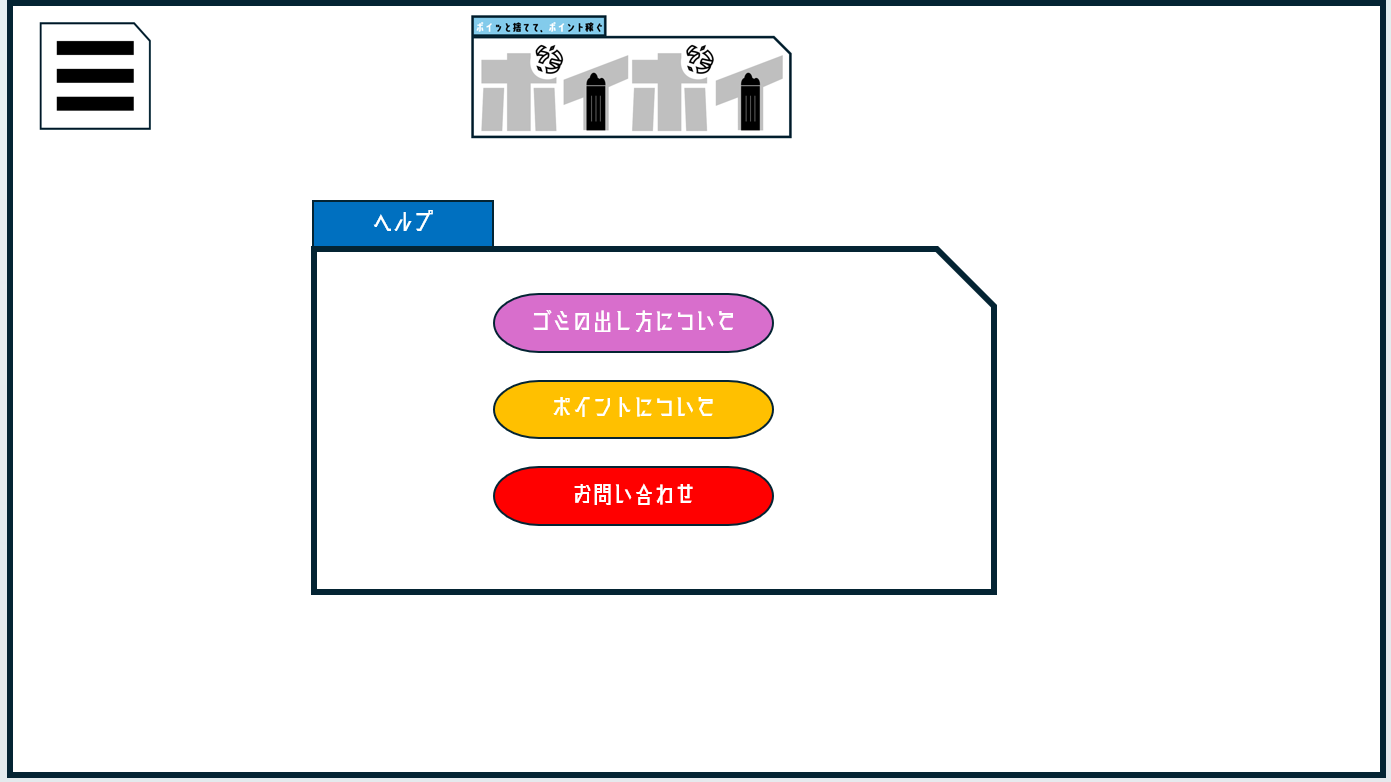 ポイッと捨てて、ポイント稼ぐ
ポイポイ
ヘルプ
ゴミの出し方について
ポイントについて
お問い合わせ